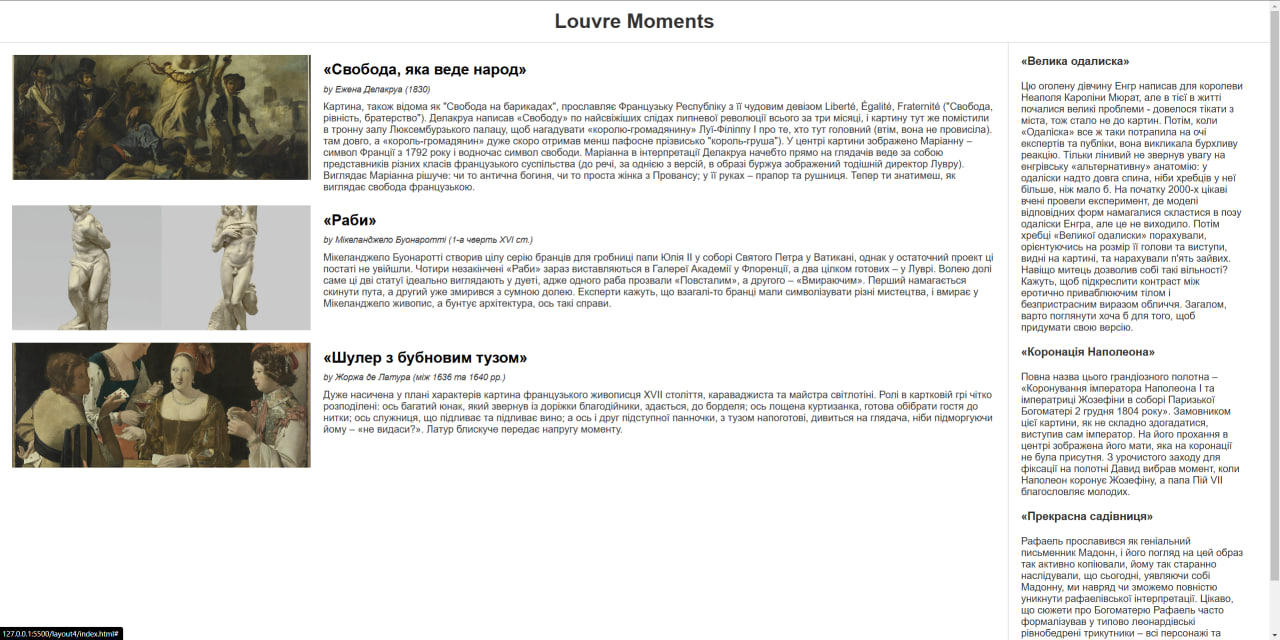 Louvre Moments
«Свобода, яка веде народ»
by Ежена Делакруа (1830)
Картина, також відома як "Свобода на барикадах", прославляє Французьку Республіку з її чудовим девізом Liberté, Égalité, Fraternité ("Свобода,
рівність, братерство"). Делакруа написав «Свободу» по найсвіжіших слідах липневої революції всього за три місяці, і картину тут же помістили
в тронну залу Люксембурзького палацу, щоб нагадувати «королю-громадянину» Луї-Філіппу I про те, хто тут головний (втім, вона не провисіла).
там довго, а «король-громадянин» дуже скоро отримав менш пафосне прізвисько "король-груша"). У центрі картини зображено Маріанну –
символ Франції з 1792 року і водночас символ свободи. Маріанна в інтерпретації Делакруа начебто прямо на глядачів веде за собою
представників різних класів французького суспільства (до речі, за однією з версій, в образі буржуа зображений тодішній директор Лувру).
Виглядає Маріанна рішуче: чи то антична богиня, чи то проста жінка з Провансу; у її руках – прапор та рушниця. Тепер ти знатимеш, як
виглядає свобода французькою.
«Раби»
by Мікеланджело Буонаротті (1-а чверть XVI ст.)
Мікеланджело Буонаротті створив цілу серію бранців для гробниці папи Юлія II у соборі Святого Петра у Ватикані, однак у остаточний проект ці
постаті не увійшли. Чотири незакінчені «Раби» зараз виставляються в Галереї Академії у Флоренції, а два цілком готових – у Луврі. Волею долі
саме ці дві статуї ідеально виглядають у дуеті, адже одного раба прозвали «Повсталим», а другого – «Вмираючим». Перший намагається
скинути пута, а другий уже змирився з сумною долею. Експерти кажуть, що взагалі-то бранці мали символізувати різні мистецтва, і вмирає у
Мікеланджело живопис, а бунтує архітектура, ось такі справи.
«Шулер з бубновим тузом»
by Жоржа де Латура (між 1636 та 1640 рр.)
Дуже насичена у плані характерів картина французького живописця XVII століття, караваджиста та майстра світлотіні. Ролі в картковій грі чітко
розподілені: ось багатий юнак, який звернув із доріжки благодійники, здається, до борделя; ось лощена куртизанка, готова обібрати гостя до
нитки; ось служниця, що підливає та підливає вино; а ось і друг підступної панночки, з тузом напоготові, дивиться на глядача, ніби підморгуючи
йому – «не видаси?». Латур блискуче передає напругу моменту.
«Велика одалиска»
Цю оголену дівчину Енгр написав для королеви
Неаполя Кароліни Мюрат, але в тієї в житті
почалися великі проблеми - довелося тікати з
міста, тож стало не до картин. Потім, коли
«Одаліска» все ж таки потрапила на очі
експертів та публіки, вона викликала бурхливу
реакцію. Тільки лінивий не звернув увагу на
енгрівську «альтернативну» анатомію: у
одаліски надто довга спина, ніби хребців у неї
більше, ніж мало б. На початку 2000-х цікаві
вчені провели експеримент, де моделі
відповідних форм намагалися скластися в позу
одаліски Енгра, але це не виходило. Потім
хребці «Великої одалиски» порахували,
орієнтуючись на розмір її голови та виступи,
видні на картині, та нарахували п'ять зайвих.
Навіщо митець дозволив собі такі вільності?
Кажуть, щоб підкреслити контраст між
еротично приваблюючим тілом і
безпристрасним виразом обличчя. Загалом,
варто поглянути хоча б для того, щоб
придумати свою версію.
«Коронація Наполеона»
Повна назва цього грандіозного полотна –
«Коронування імператора Наполеона I та
імператриці Жозефіни в соборі Паризької
Богоматері 2 грудня 1804 року». Замовником
цієї картини, як не складно здогадатися,
виступив сам імператор. На його прохання в
центрі зображена його мати, яка на коронації
не була присутня. З урочистого заходу для
фіксації на полотні Давид вибрав момент, коли
Наполеон коронує Жозефіну, а папа Пій VII
благословляє молодих.
«Прекрасна садівниця»
Рафаель прославився як геніальний
письменник Мадонн, і його погляд на цей образ
так активно копіювали, йому так старанно
наслідували, що сьогодні, уявляючи собі
Мадонну, ми навряд чи зможемо повністю
уникнути рафаелівської інтерпретації. Цікаво,
що сюжети про Богоматерю Рафаель часто
формалізував у типово леонардівські
рівнобедрені трикутники – всі персонажі та
127.0.0.1:5500/layout4/index.html#